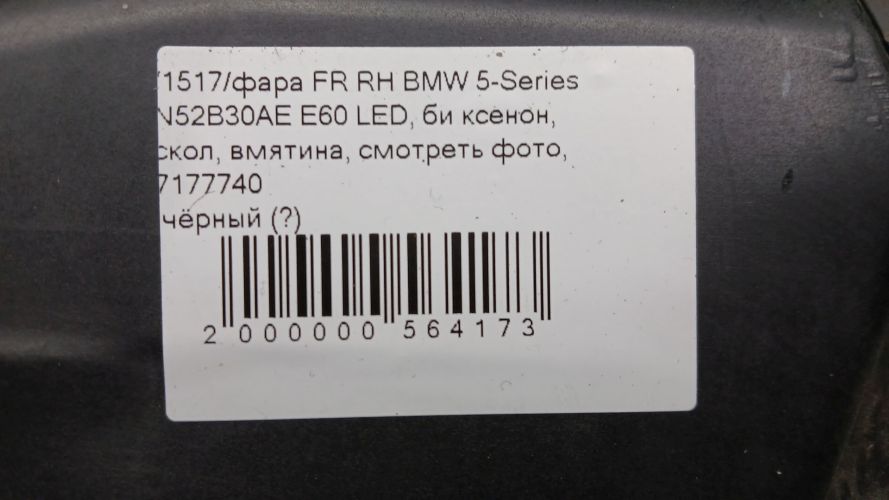 /1517/фара FR RH BMW 5-Series
N52B30AE E60 LED, би ксенон,
скол, вмятина, смотреть фото,
7177740
чёрный (?)
2 000000 564173